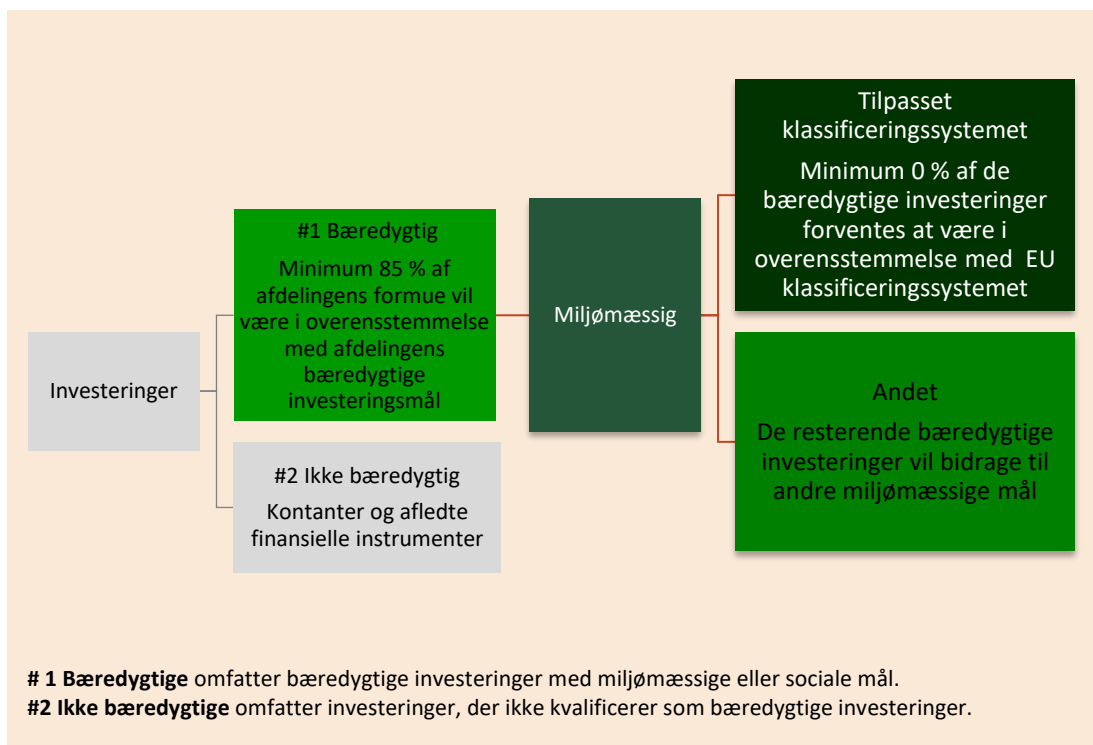 Investeringer
#1 Bæredygtig
Minimum 85 % af
afdelingens formue vil
være i overensstemmelse
med afdelingens
bæredygtige
investeringsmål
#2 Ikke bæredygtig
Kontanter og afledte
finansielle instrumenter
Miljømæssig
Tilpasset
klassificeringssystemet
Minimum 0 % af de
bæredygtige investeringer
forventes at være i
overensstemmelse med EU
klassificeringssystemet
Andet
De resterende bæredygtige
investeringer vil bidrage til
andre miljømæssige mål
# 1 Bæredygtige omfatter bæredygtige investeringer med miljømæssige eller sociale mål.
#2 Ikke bæredygtige omfatter investeringer, der ikke kvalificerer som bæredygtige investeringer.